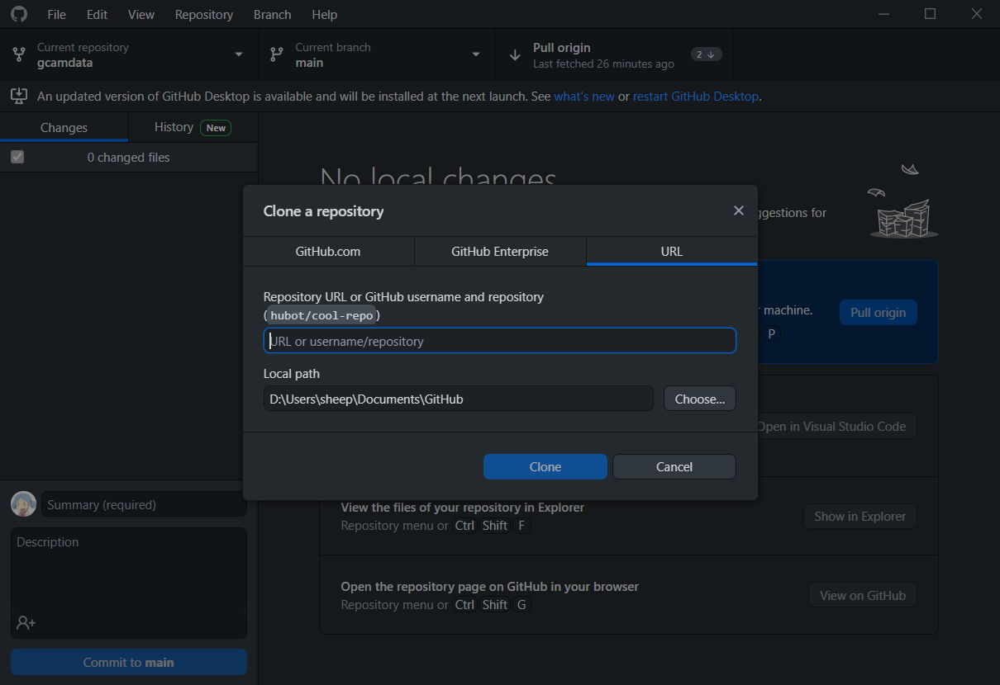 File Edit View Repository Branch Help
Current repository
gcamdata
Current branch
main
Pull origin
Last fetched 26 minutes ago
2
An updated version of GitHub Desktop is available and will be installed at the next launch. See what's new or restart GitHub Desktop.
Changes
History New
0 changed files
No local changes
ggestions for
Clone a repository
GitHub.com
GitHub Enterprise
URL
Repository URL or GitHub username and repository
(hubot/cool-repo)
URL or username/repository
Local path
D:\Users\sheep\Documents\GitHub
Choose...
Clone
Cancel
machine.
Pull origin
P
Open in Visual Studio Code
View the files of your repository in Explorer
Repository menu or Ctrl Shift F
Show in Explorer
Open the repository page on GitHub in your browser
Repository menu or Ctrl Shift G
View on GitHub
Summary (required)
Description
Commit to main